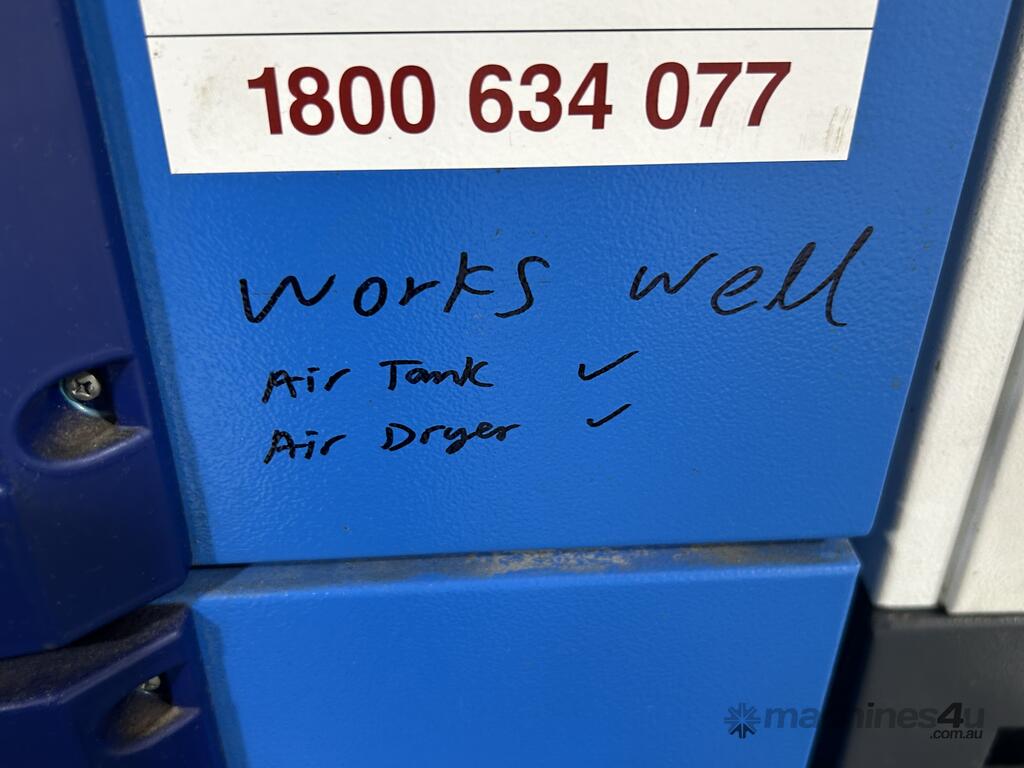 1800 634 077
Works Well
Air Tank ✓
Air Dryer ✓
machines4u
.com.au